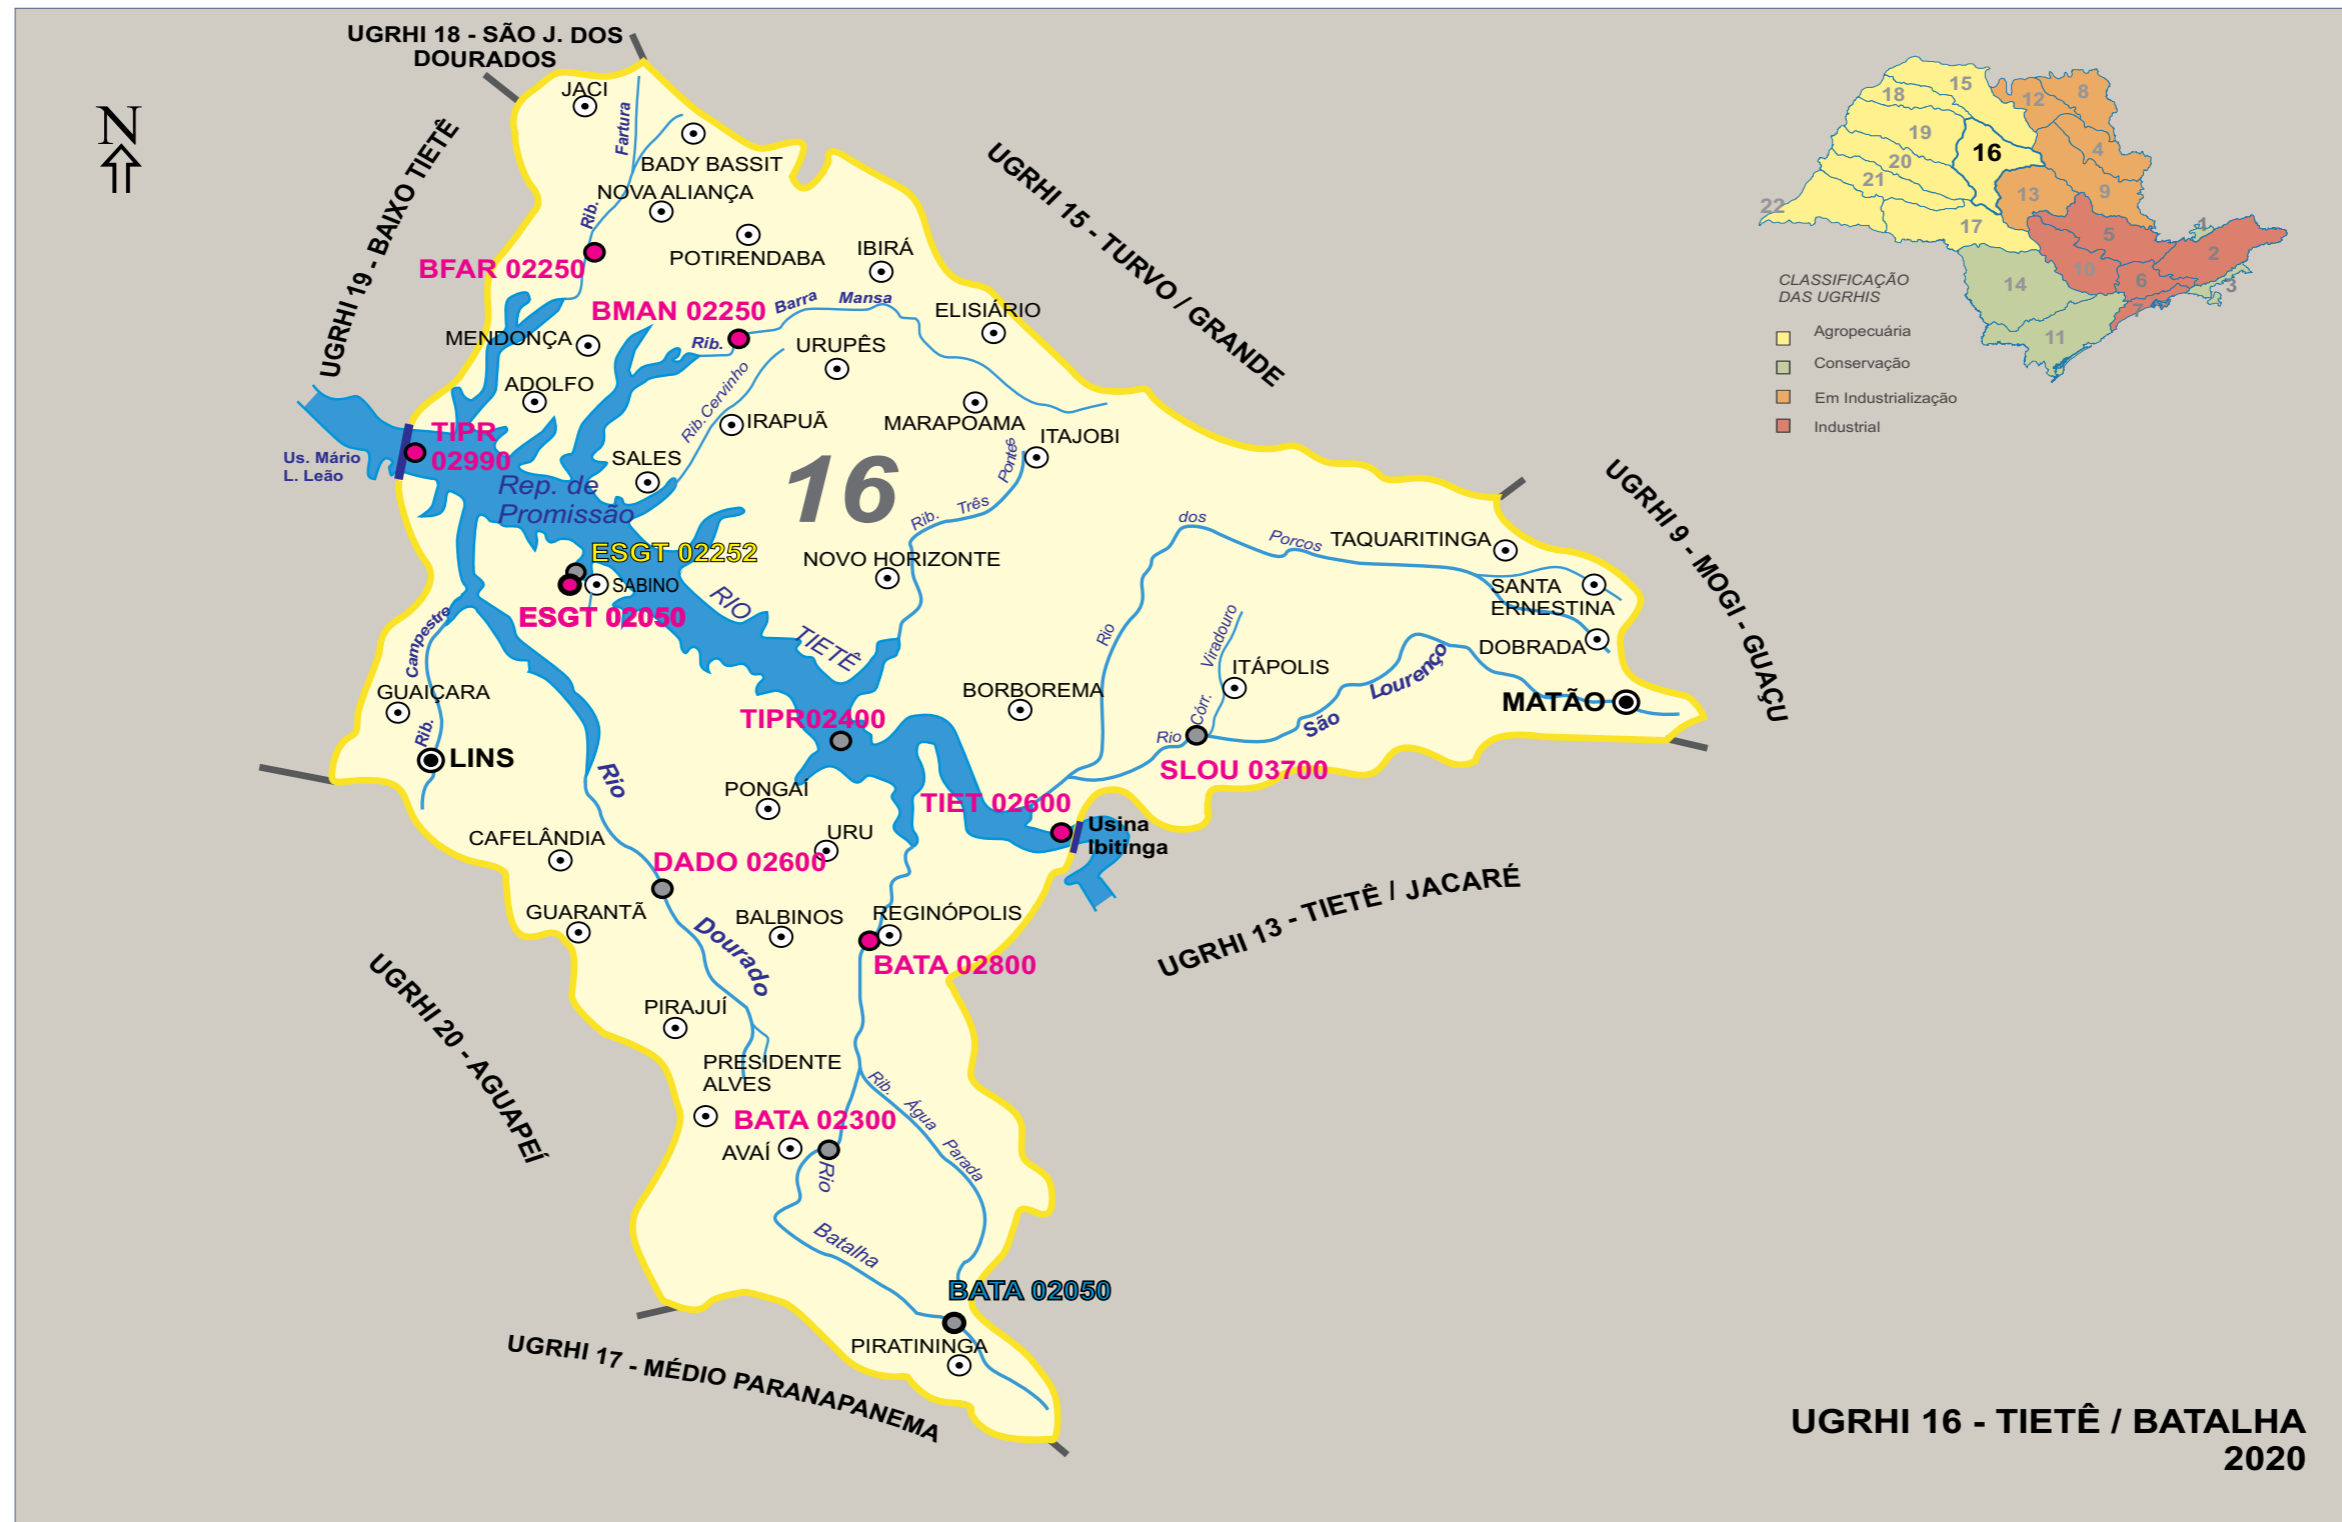 UGRHI 18 - SÃO J. DOS
DOURADOS
N
UGRHI 19 - BAIXO TIETÊ
UGRHI 15 - TURVO / GRANDE
UGRHI 9 - MOGI - GUAÇU
UGRHI 13 - TIETÊ / JACARÉ
UGRHI 20 - AGUAPEÍ
UGRHI 17 - MÉDIO PARANAPANEMA
JACI
Rib. Fartura
BADY BASSIT
NOVA ALIANÇA
POTIRENDABA
IBIRÁ
BFAR 02250
BMAN 02250
Rib. Barra Mansa
ELISIÁRIO
MENDONÇA
URUPÊS
ADOLFO
Rib. Cervinho
IRAPUÃ
MARAPOAMA
ITAJOBI
TIPR
02990
Us. Mário
L. Leão
SALES
Rep. de
Promissão
16
Rib. Três Pontes
ESGT 02252
SABINO
ESGT 02050
NOVO HORIZONTE
RIO TIETÊ
Rio dos Porcos
TAQUARITINGA
SANTA
ERNESTINA
DOBRADA
MATÃO
Córr. Viradouro
ITÁPOLIS
Rio São Lourenço
BORBOREMA
SLOU 03700
Rib. Campestre
GUAIÇARA
LINS
TIPR02400
TIET 02600
Usina
Ibitinga
PONGAÍ
URU
CAFELÂNDIA
DADO 02600
Rio Dourado
GUARANTÃ
BALBINOS
REGINÓPOLIS
BATA 02800
PIRAJUÍ
PRESIDENTE
ALVES
BATA 02300
AVAÍ
Rib. Água Parada
Rio Batalha
BATA 02050
PIRATININGA
15
18
12
8
19
16
4
20
21
13
9
22
17
1
5
2
10
6
3
14
7
11
CLASSIFICAÇÃO
DAS UGRHIS
Agropecuária
Conservação
Em Industrialização
Industrial
UGRHI 16 - TIETÊ / BATALHA
2020